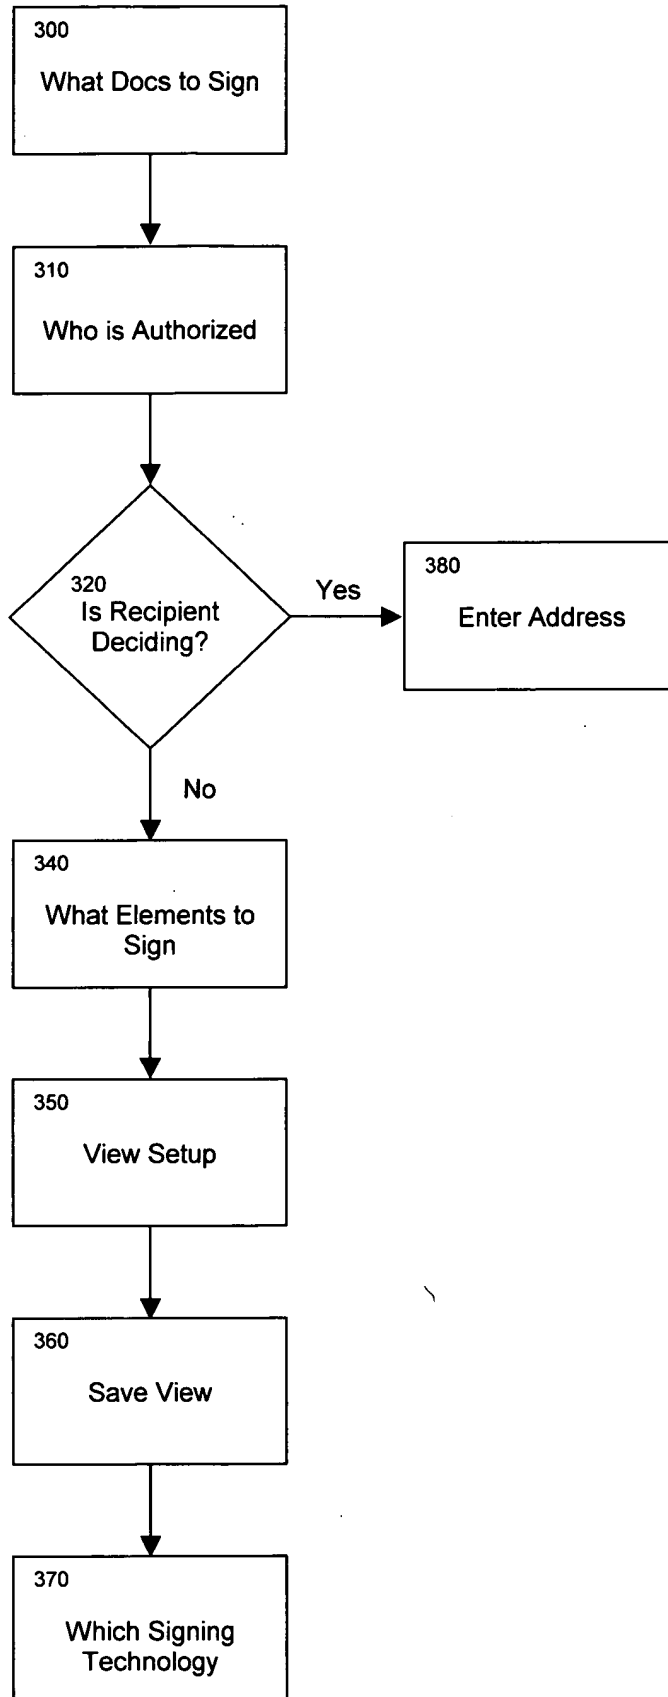 300
What Docs to Sign
310
Who is Authorized
320
Is Recipient
Deciding?
Yes
380
Enter Address
No
340
What Elements to
Sign
350
View Setup
360
Save View
370
Which Signing
Technology